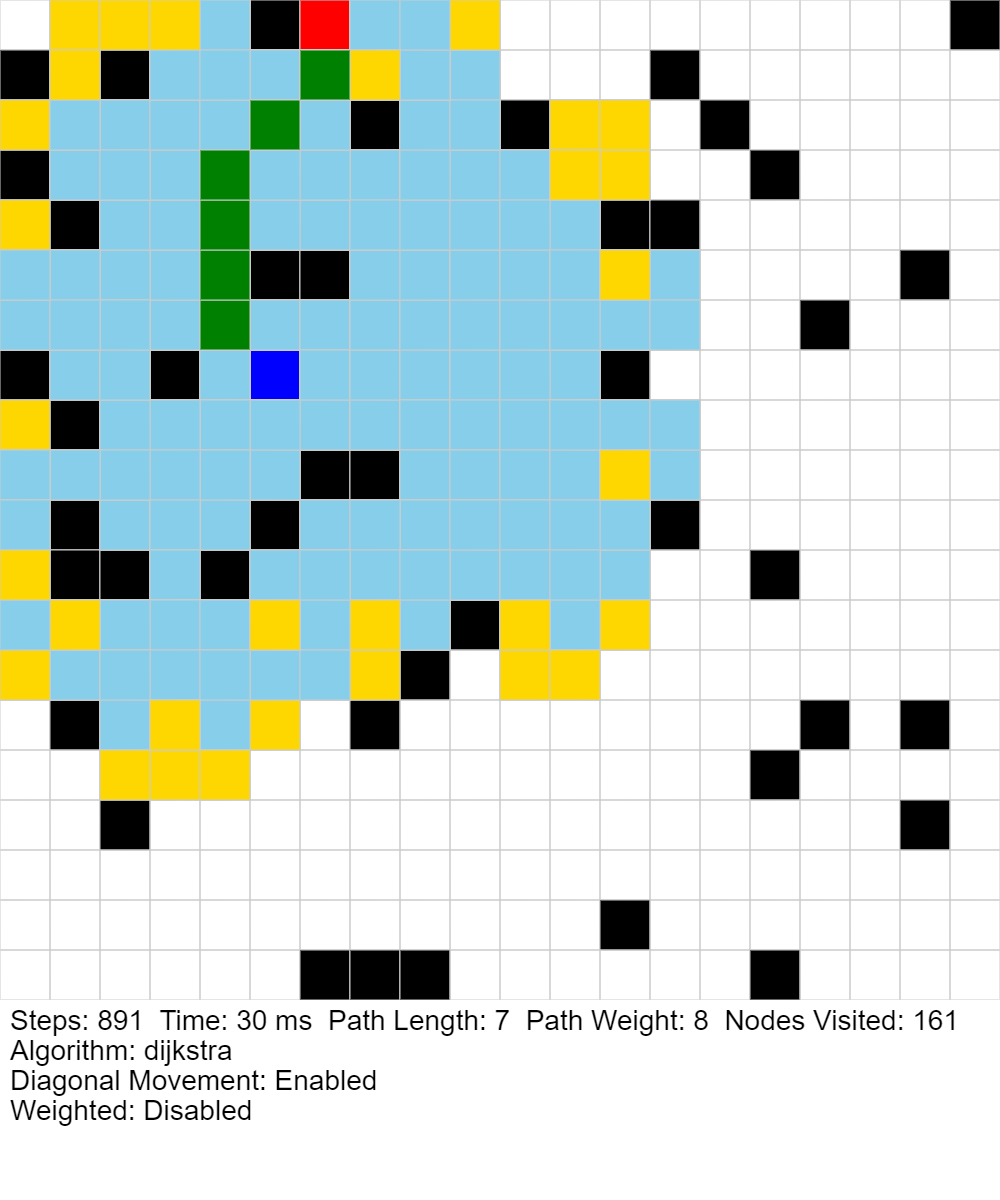 Steps: 891  Time: 30 ms  Path Length: 7  Path Weight: 8  Nodes Visited: 161
Algorithm: dijkstra
Diagonal Movement: Enabled
Weighted: Disabled